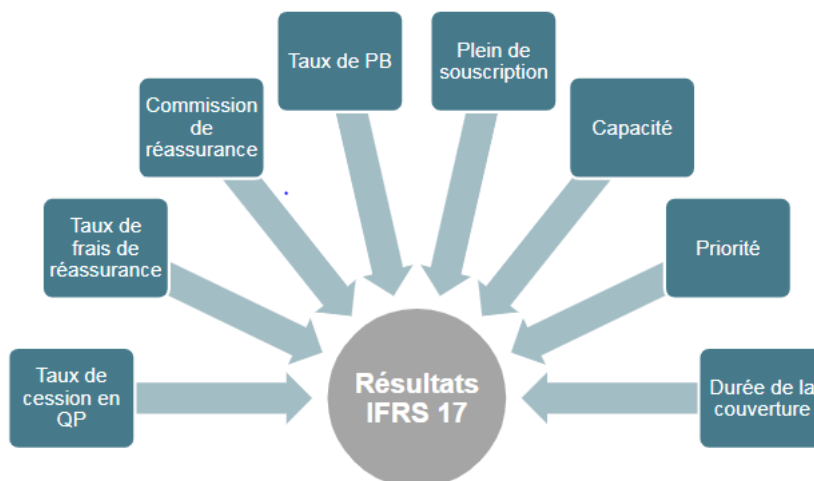 Taux de PB
Plein de
souscription
Commission
de
réassurance
Capacité
Taux de
frais de
réassurance
Priorité
Taux de
cession en
QP
Résultats
IFRS 17
Durée de la
couverture